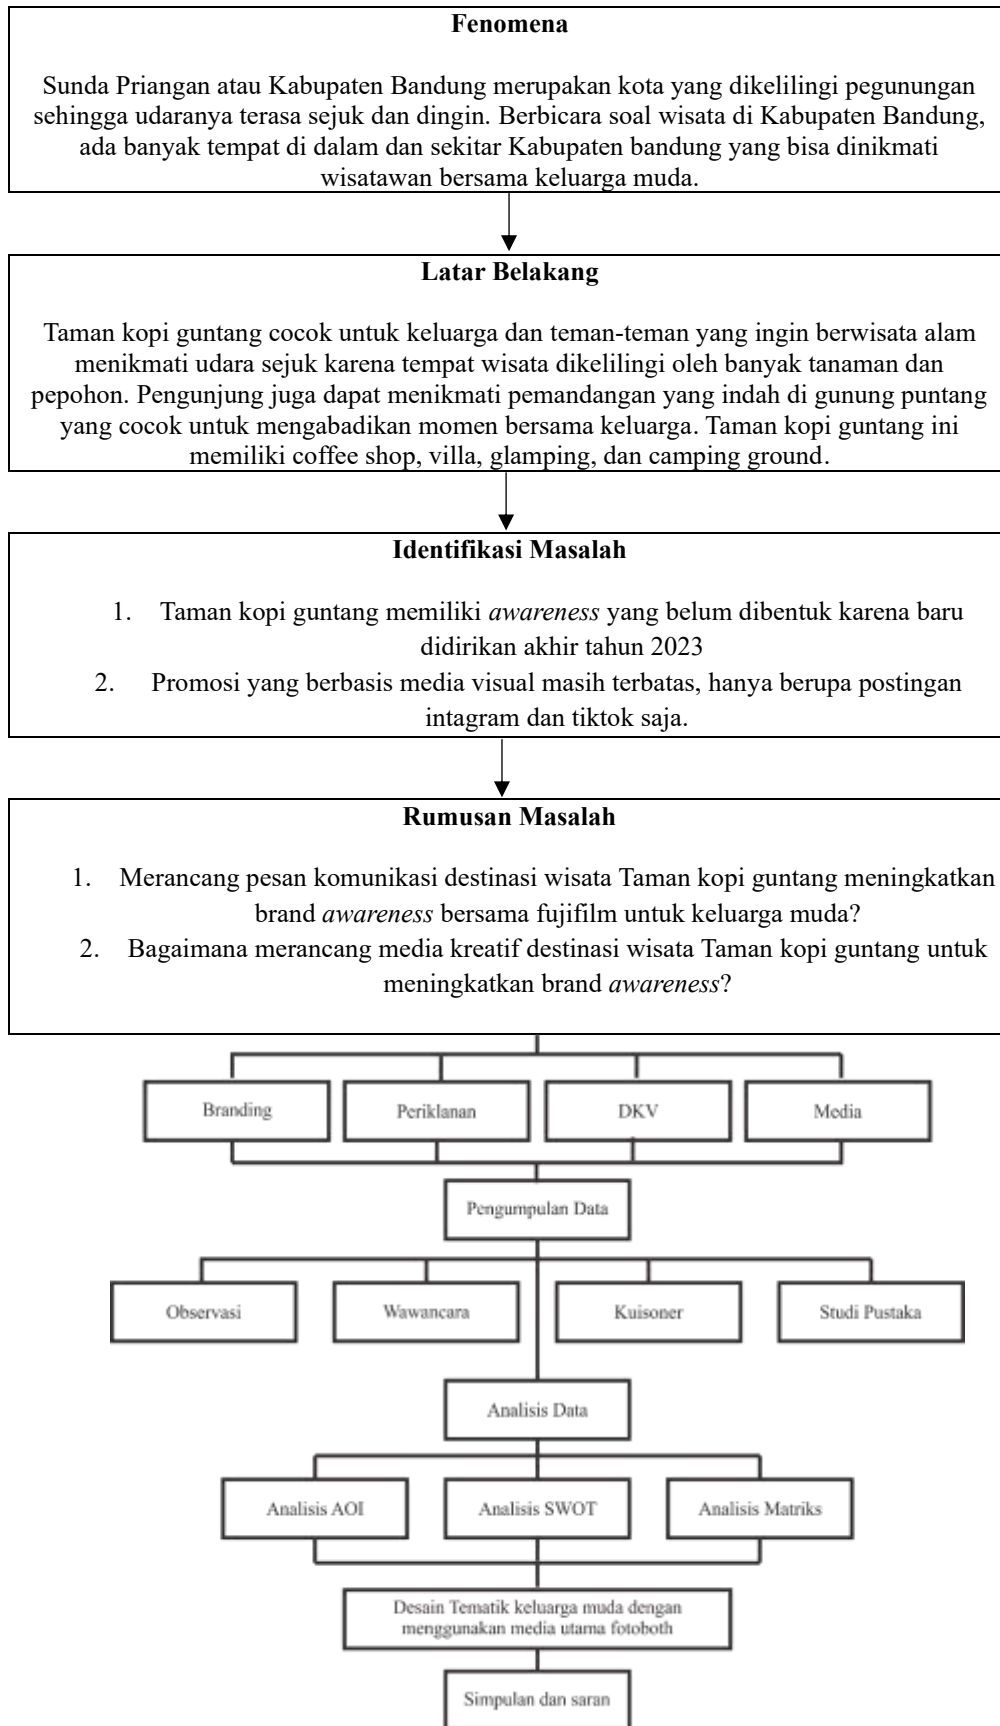 Fenomena
Sunda Priangan atau Kabupaten Bandung merupakan kota yang dikelilingi pegunungan
sehingga udaranya terasa sejuk dan dingin. Berbicara soal wisata di Kabupaten Bandung,
ada banyak tempat di dalam dan sekitar Kabupaten bandung yang bisa dinikmati
wisatawan bersama keluarga muda.
Latar Belakang
Taman kopi guntang cocok untuk keluarga dan teman-teman yang ingin berwisata alam
menikmati udara sejuk karena tempat wisata dikelilingi oleh banyak tanaman dan
pepohon. Pengunjung juga dapat menikmati pemandangan yang indah di gunung puntang
yang cocok untuk mengabadikan momen bersama keluarga. Taman kopi guntang ini
memiliki coffee shop, villa, glamping, dan camping ground.
Identifikasi Masalah
1. Taman kopi guntang memiliki awareness yang belum dibentuk karena baru
didirikan akhir tahun 2023
2. Promosi yang berbasis media visual masih terbatas, hanya berupa postingan
intagram dan tiktok saja.
Rumusan Masalah
1. Merancang pesan komunikasi destinasi wisata Taman kopi guntang meningkatkan
brand awareness bersama fujifilm untuk keluarga muda?
2. Bagaimana merancang media kreatif destinasi wisata Taman kopi guntang untuk
meningkatkan brand awareness?
Branding
Periklanan
DKV
Media
Pengumpulan Data
Observasi
Wawancara
Kuisoner
Studi Pustaka
Analisis Data
Analisis AOI
Analisis SWOT
Analisis Matriks
Desain Tematik keluarga muda dengan
menggunakan media utama fotoboth
Simpulan dan saran